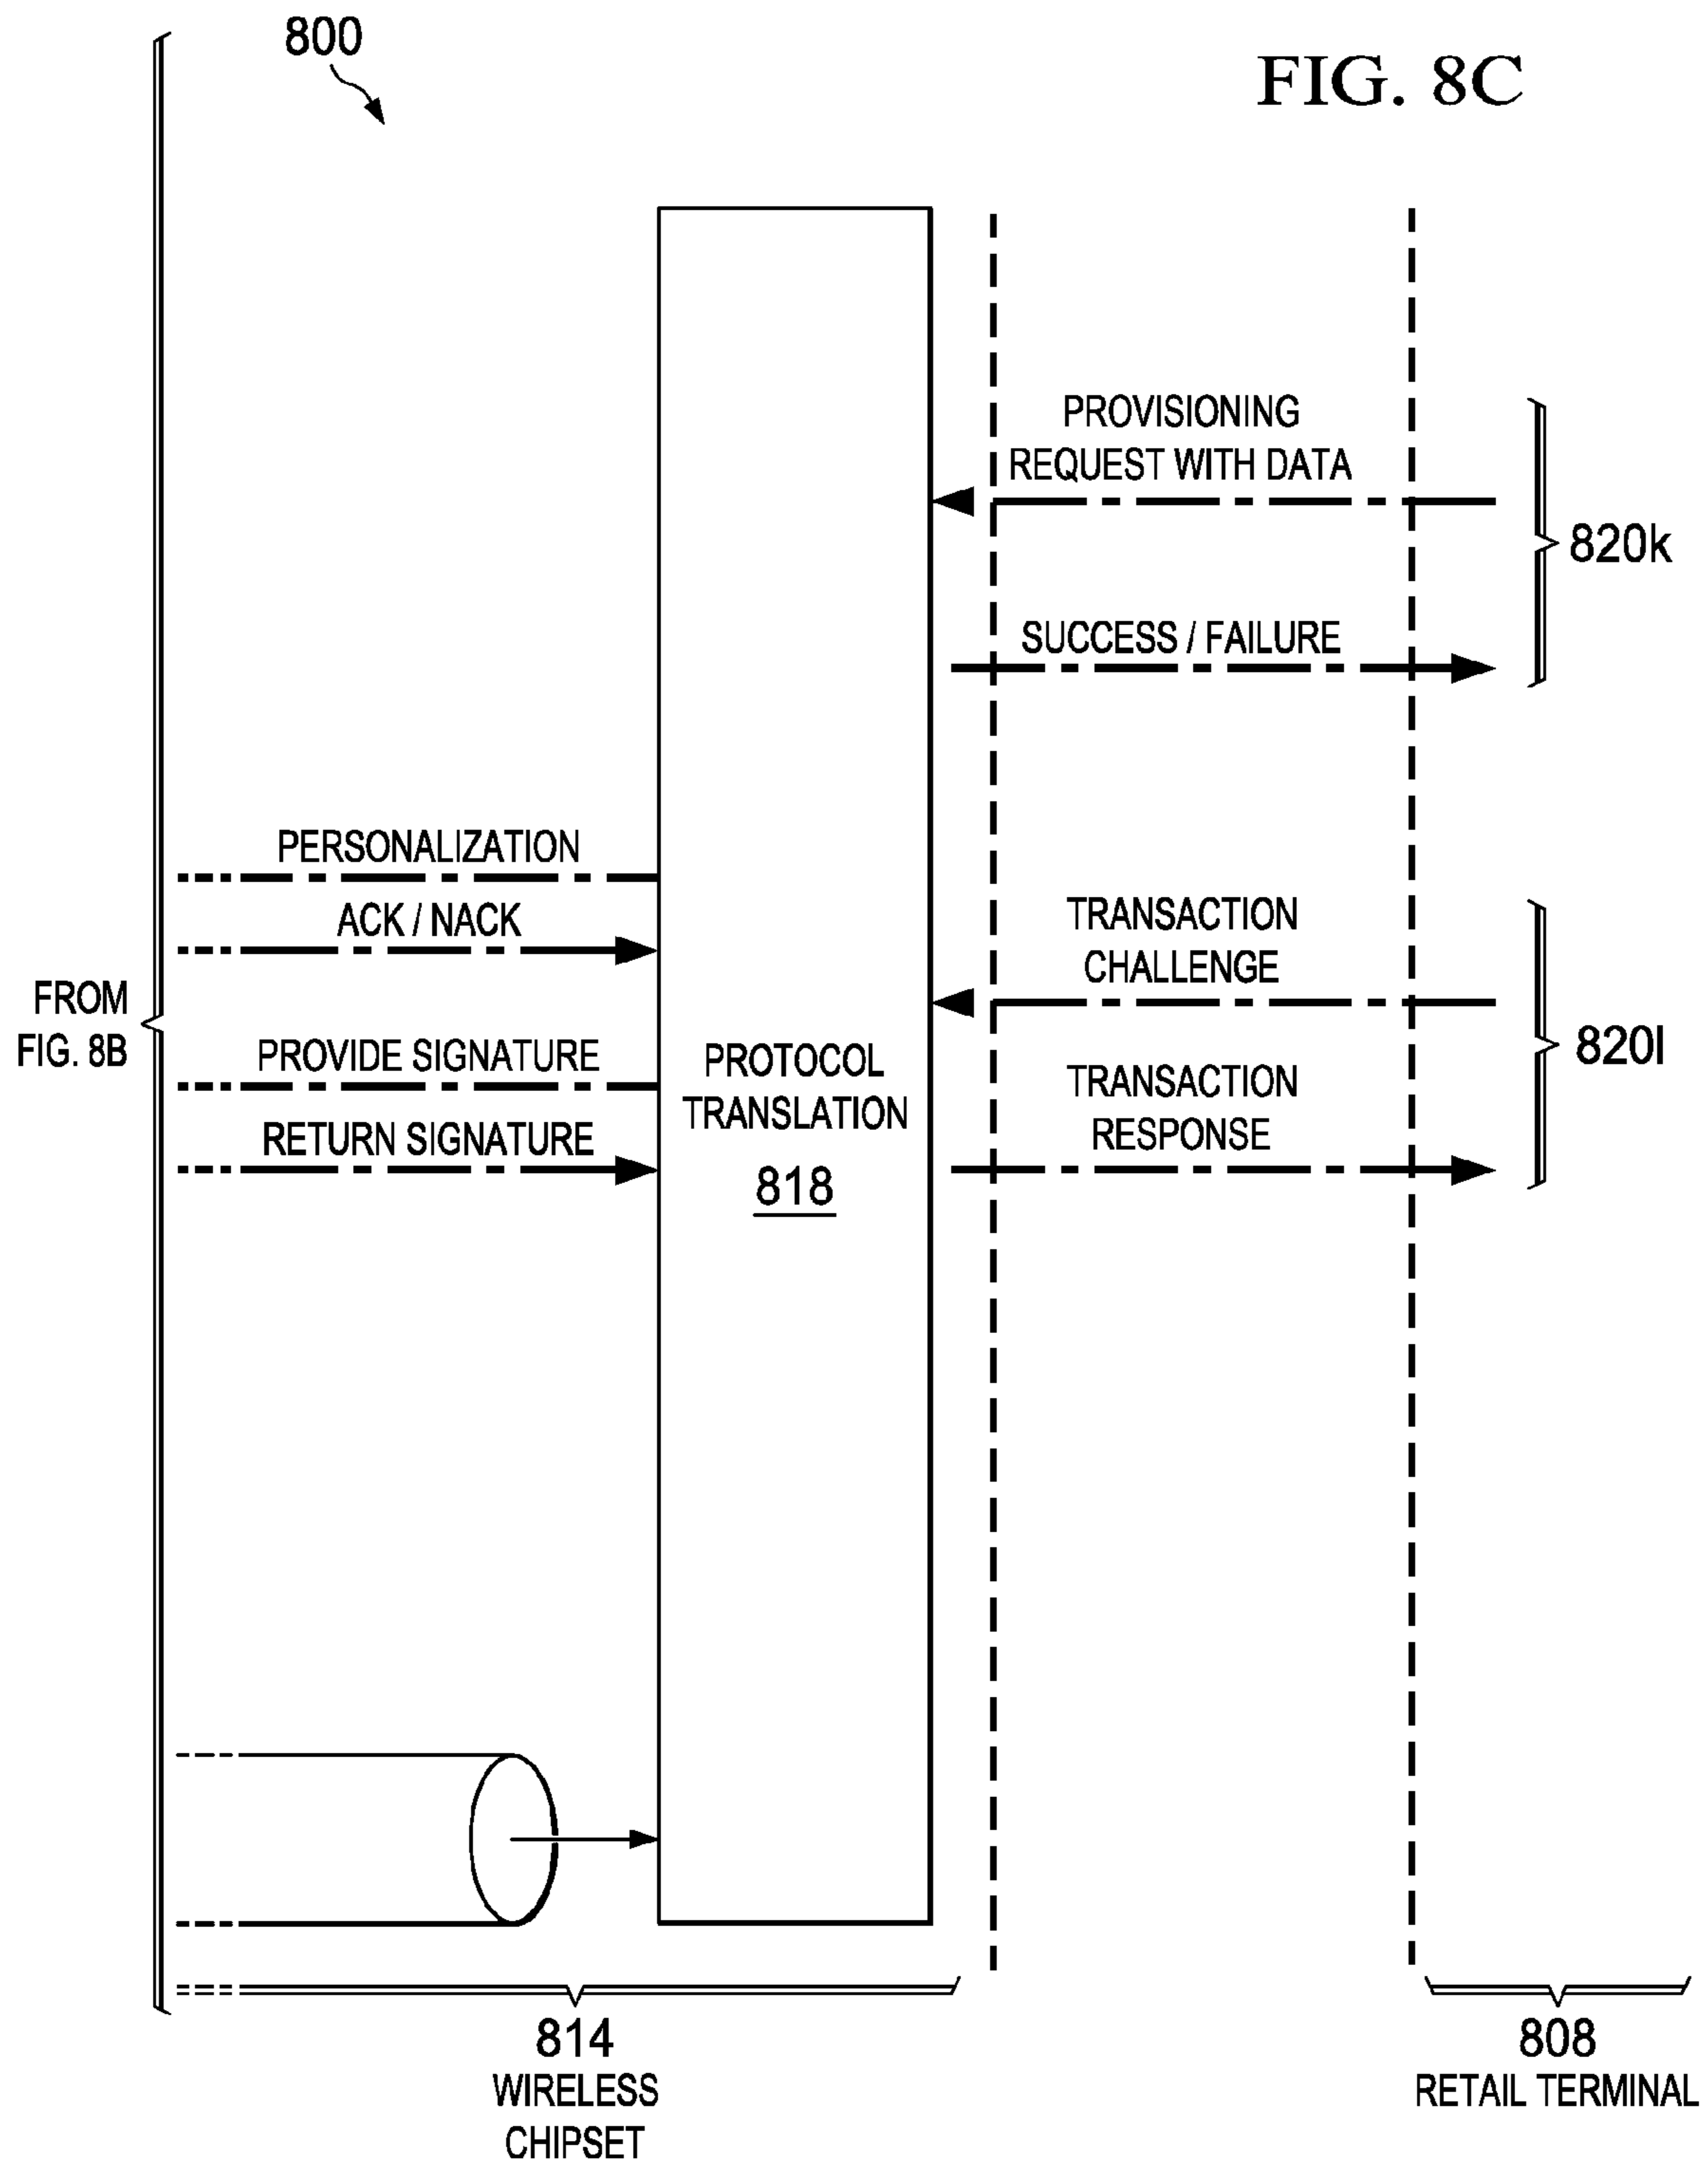 800
FIG. 8C
PROVISIONING
REQUEST WITH DATA
820k
SUCCESS / FAILURE
PERSONALIZATION
ACK / NACK
TRANSACTION
CHALLENGE
FROM
FIG. 8B
820l
PROVIDE SIGNATURE
RETURN SIGNATURE
PROTOCOL
TRANSLATION
818
TRANSACTION
RESPONSE
814
WIRELESS
CHIPSET
808
RETAIL TERMINAL